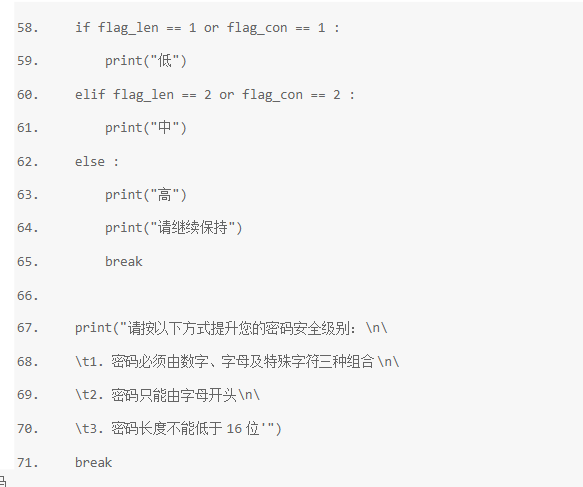 58. if flag_len == 1 or flag_con == 1 :
59. print("低")
60. elif flag_len == 2 or flag_con == 2 :
61. print("中")
62. else :
63. print("高")
64. print("请继续保持")
65. break
66.
67. print("请按以下方式提升您的密码安全级别：\n\
68. \t1. 密码必须由数字、字母及特殊字符三种组合\n\
69. \t2. 密码只能由字母开头\n\
70. \t3. 密码长度不能低于16位'")
71. break
码